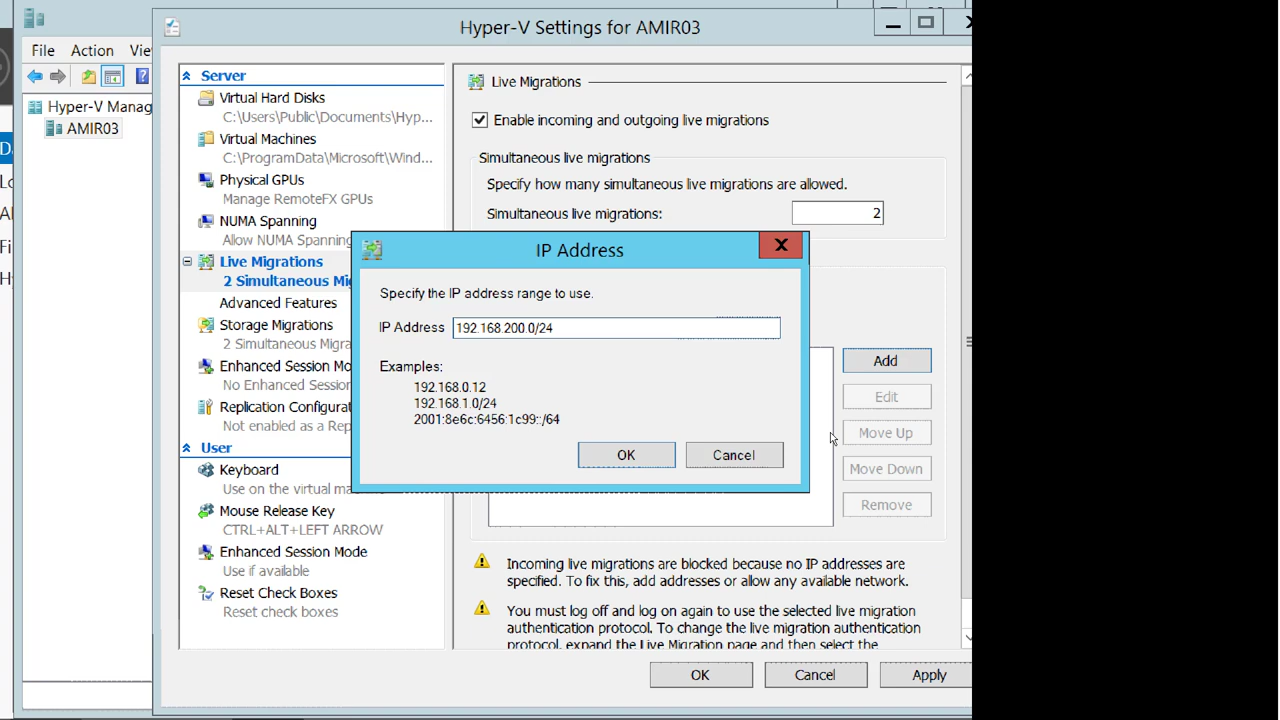 Hyper-V Settings for AMIR03
File Action
Hyper-V Manag
AMIR03
Server
Virtual Hard Disks
C:\Users\Public\Documents\Hyp...
Virtual Machines
C:\ProgramData\Microsoft\Wind...
Physical GPUs
Manage RemoteFX GPUs
NUMA Spanning
Allow NUMA Spanning
Live Migrations
2 Simultaneous Mi
Advanced Features
Storage Migrations
2 Simultaneous Migra
Enhanced Session Mo
No Enhanced Session
Replication Configurat
Not enabled as a Rep
User
Keyboard
Use on the virtual ma
Mouse Release Key
CTRL+ALT+LEFT ARROW
Enhanced Session Mode
Use if available
Reset Check Boxes
Reset check boxes
Live Migrations
Enable incoming and outgoing live migrations
Simultaneous live migrations
Specify how many simultaneous live migrations are allowed.
Simultaneous live migrations: 2
IP Address
X
Specify the IP address range to use.
IP Address 192.168.200.0/24
Examples:
192.168.0.12
192.168.1.0/24
2001:8e6c:6456:1c99::/64
OK Cancel
Add
Edit
Move Up
Move Down
Remove
Incoming live migrations are blocked because no IP addresses are
specified. To fix this, add addresses or allow any available network.
You must log off and log on again to use the selected live migration
authentication protocol. To change the live migration authentication
protocol, expand the Live Migration page and then select the
OK Cancel Apply